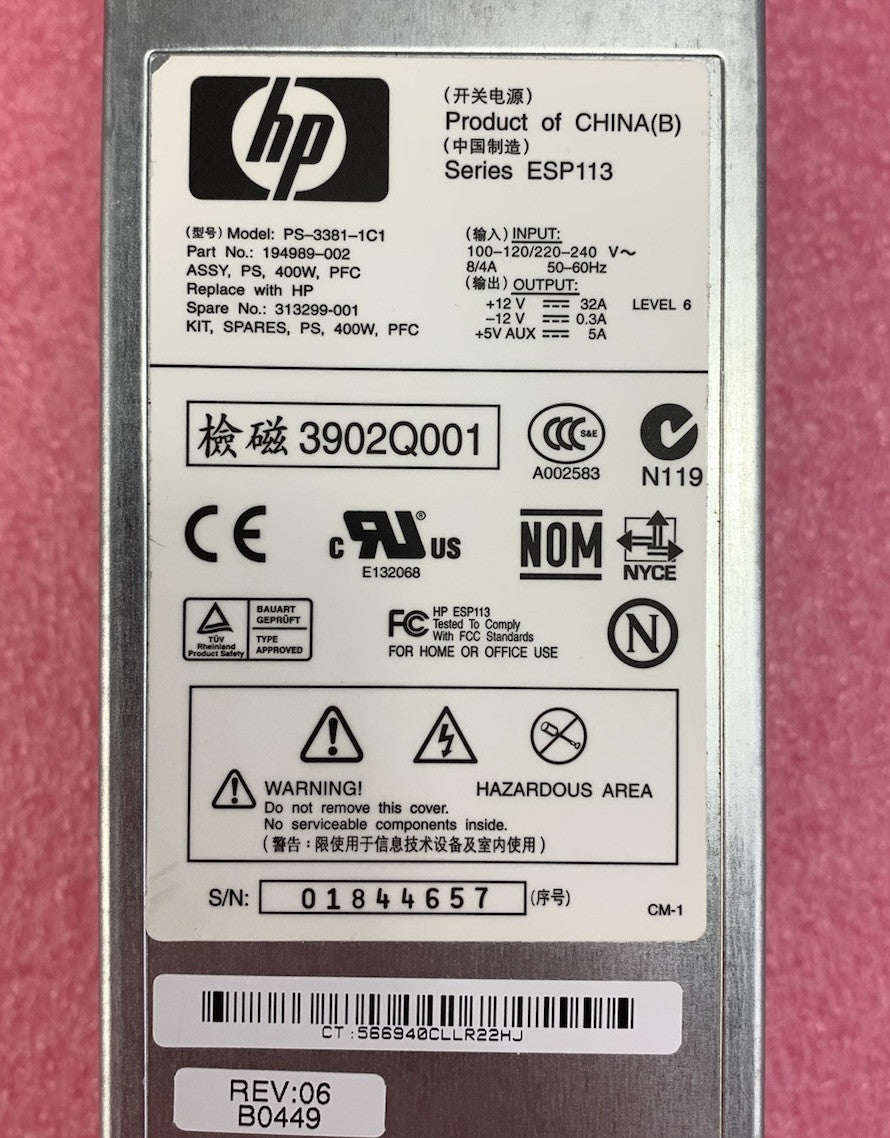 hp
(开关电源)
Product of CHINA(B)
(中国制造)
Series ESP113
(型号) Model: PS-3381-1C1
Part No.: 194989-002
ASSY, PS, 400W, PFC
Replace with HP
Spare No.: 313299-001
KIT, SPARES, PS, 400W, PFC
(输入) INPUT:
100-120/220-240 V~
8/4A 50-60Hz
(输出) OUTPUT:
+12 V ⎓ 32A LEVEL 6
-12 V ⎓ 0.3A
+5V AUX ⎓ 5A
檢磁 3902Q001
CCC S&E
A002583
N119
CE
c RU ® US
E132068
NOM
NYCE
TÜV
Rheinland
Product Safety
BAUART
GEPRÜFT
TYPE
APPROVED
FC HP ESP113
Tested To Comply
With FCC Standards
FOR HOME OR OFFICE USE
N
WARNING!
Do not remove this cover.
No serviceable components inside.
(警告：限使用于信息技术设备及室内使用)
HAZARDOUS AREA
S/N: 01844657 (序号)
CM-1
CT:566940CLLR22HJ
REV:06
B0449